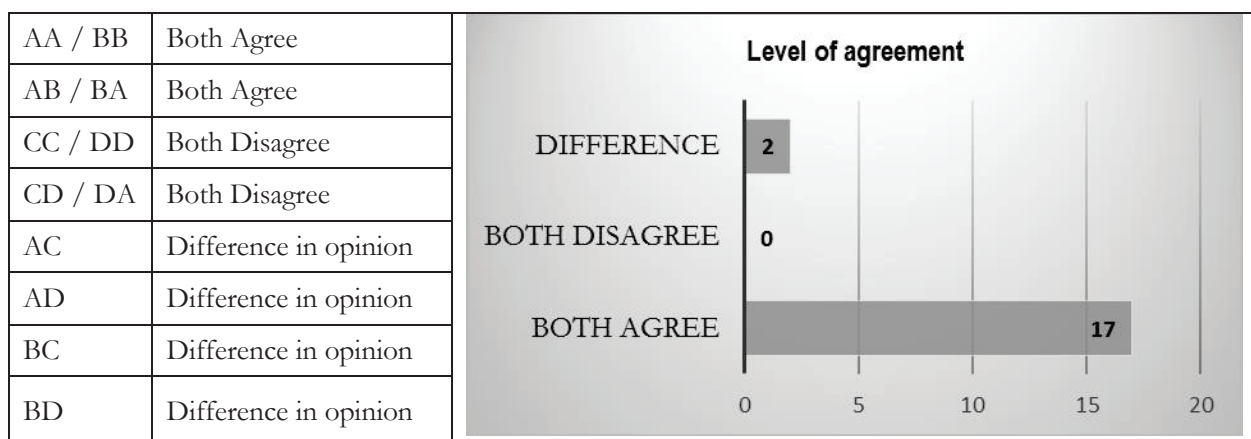 AA / BB Both Agree
AB / BA Both Agree
CC / DD Both Disagree
CD / DA Both Disagree
AC Difference in opinion
AD Difference in opinion
BC Difference in opinion
BD Difference in opinion
Level of agreement
DIFFERENCE 2
BOTH DISAGREE 0
BOTH AGREE 17
0 5 10 15 20